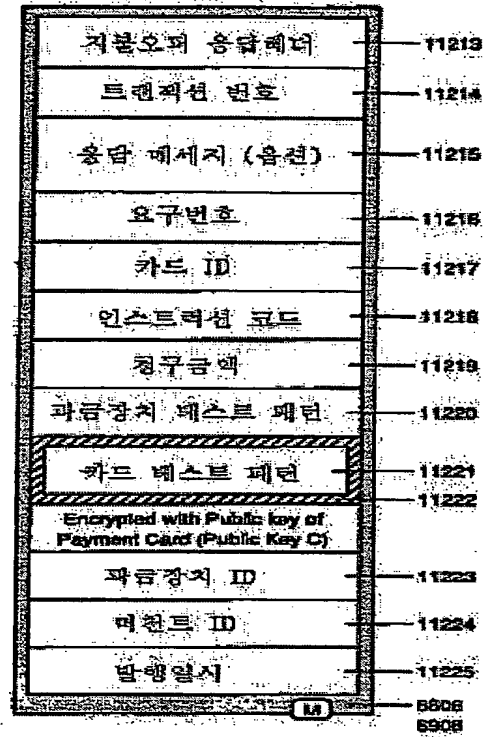 지불오퍼 응답헤더 11213
트랜잭션 번호 11214
응답 메세지 (옵션) 11215
요구번호 11216
카드 ID 11217
인스트럭션 코드 11218
청구금액 11219
과금장치 테스트 패턴 11220
카드 테스트 패턴 11221
11222
Encrypted with Public key of
Payment Card (Public Key C)
과금장치 ID 11223
머천트 ID 11224
발행일시 11225
M
6908